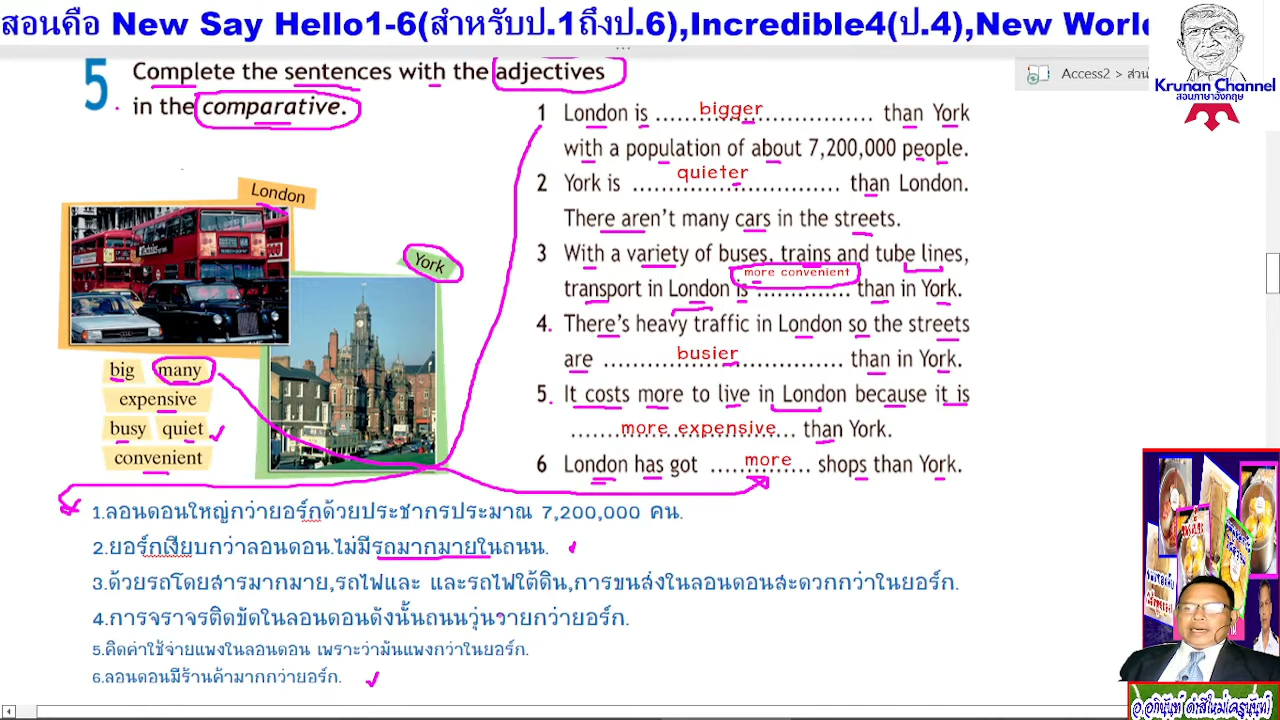 สอนคือ New Say Hello1-6(สำหรับป.1ถึงป.6),Incredible4(ป.4),New World
Access2 > ส่วน
Krunan Channel
สอนภาษาอังกฤษ
5 Complete the sentences with the adjectives
in the comparative.
London
York
big many
expensive
busy quiet
convenient
1 London is ...bigger... than York
with a population of about 7,200,000 people.
2 York is ...quieter... than London.
There aren't many cars in the streets.
3 With a variety of buses, trains and tube lines,
transport in London is ...more convenient... than in York.
4. There's heavy traffic in London so the streets
are ...busier... than in York.
5. It costs more to live in London because it is
...more expensive... than York.
6 London has got ...more... shops than York.
1.ลอนดอนใหญ่กว่ายอร์กด้วยประชากรประมาณ 7,200,000 คน.
2.ยอร์กเงียบกว่าลอนดอน.ไม่มีรถมากมายในถนน.
3.ด้วยรถโดยสารมากมาย,รถไฟและ และรถไฟใต้ดิน,การขนส่งในลอนดอนสะดวกกว่าในยอร์ก.
4.การจราจรติดขัดในลอนดอนดังนั้นถนนวุ่นวายกว่ายอร์ก.
5.คิดค่าใช้จ่ายแพงในลอนดอน เพราะว่ามันแพงกว่าในยอร์ก.
6.ลอนดอนมีร้านค้ามากกว่ายอร์ก.